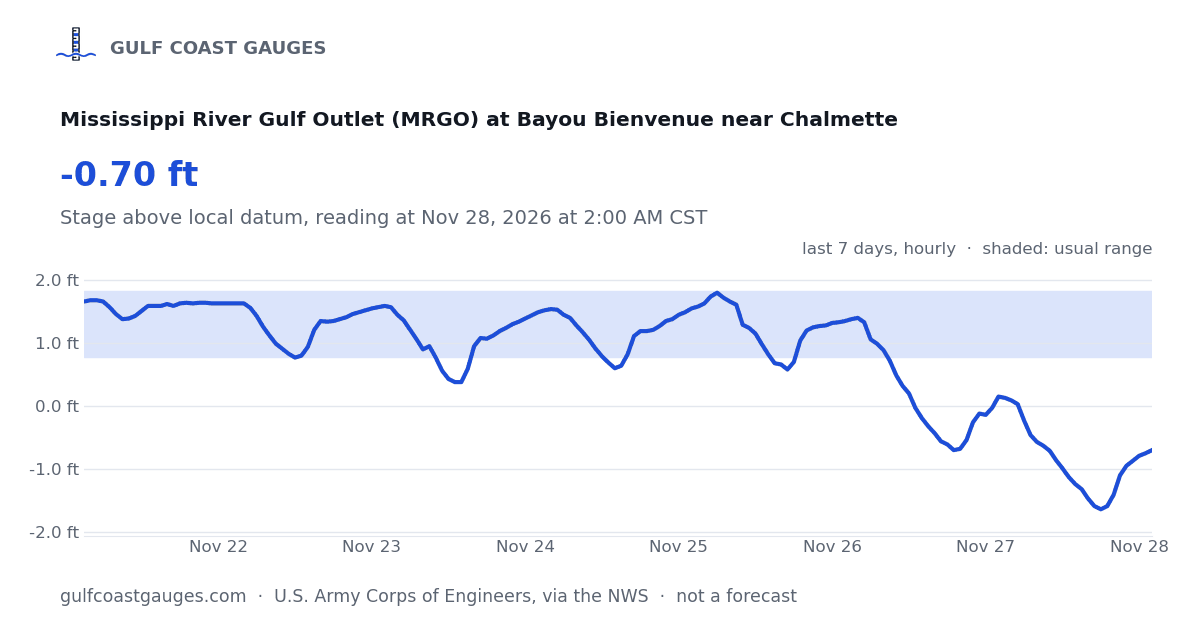 GULF COAST GAUGES
Mississippi River Gulf Outlet (MRGO) at Bayou Bienvenue near Chalmette
-0.70 ft
Stage above local datum, reading at Nov 28, 2026 at 2:00 AM CST
last 7 days, hourly · shaded: usual range
2.0 ft
1.0 ft
0.0 ft
-1.0 ft
-2.0 ft
Nov 22 Nov 23 Nov 24 Nov 25 Nov 26 Nov 27 Nov 28
gulfcoastgauges.com · U.S. Army Corps of Engineers, via the NWS · not a forecast